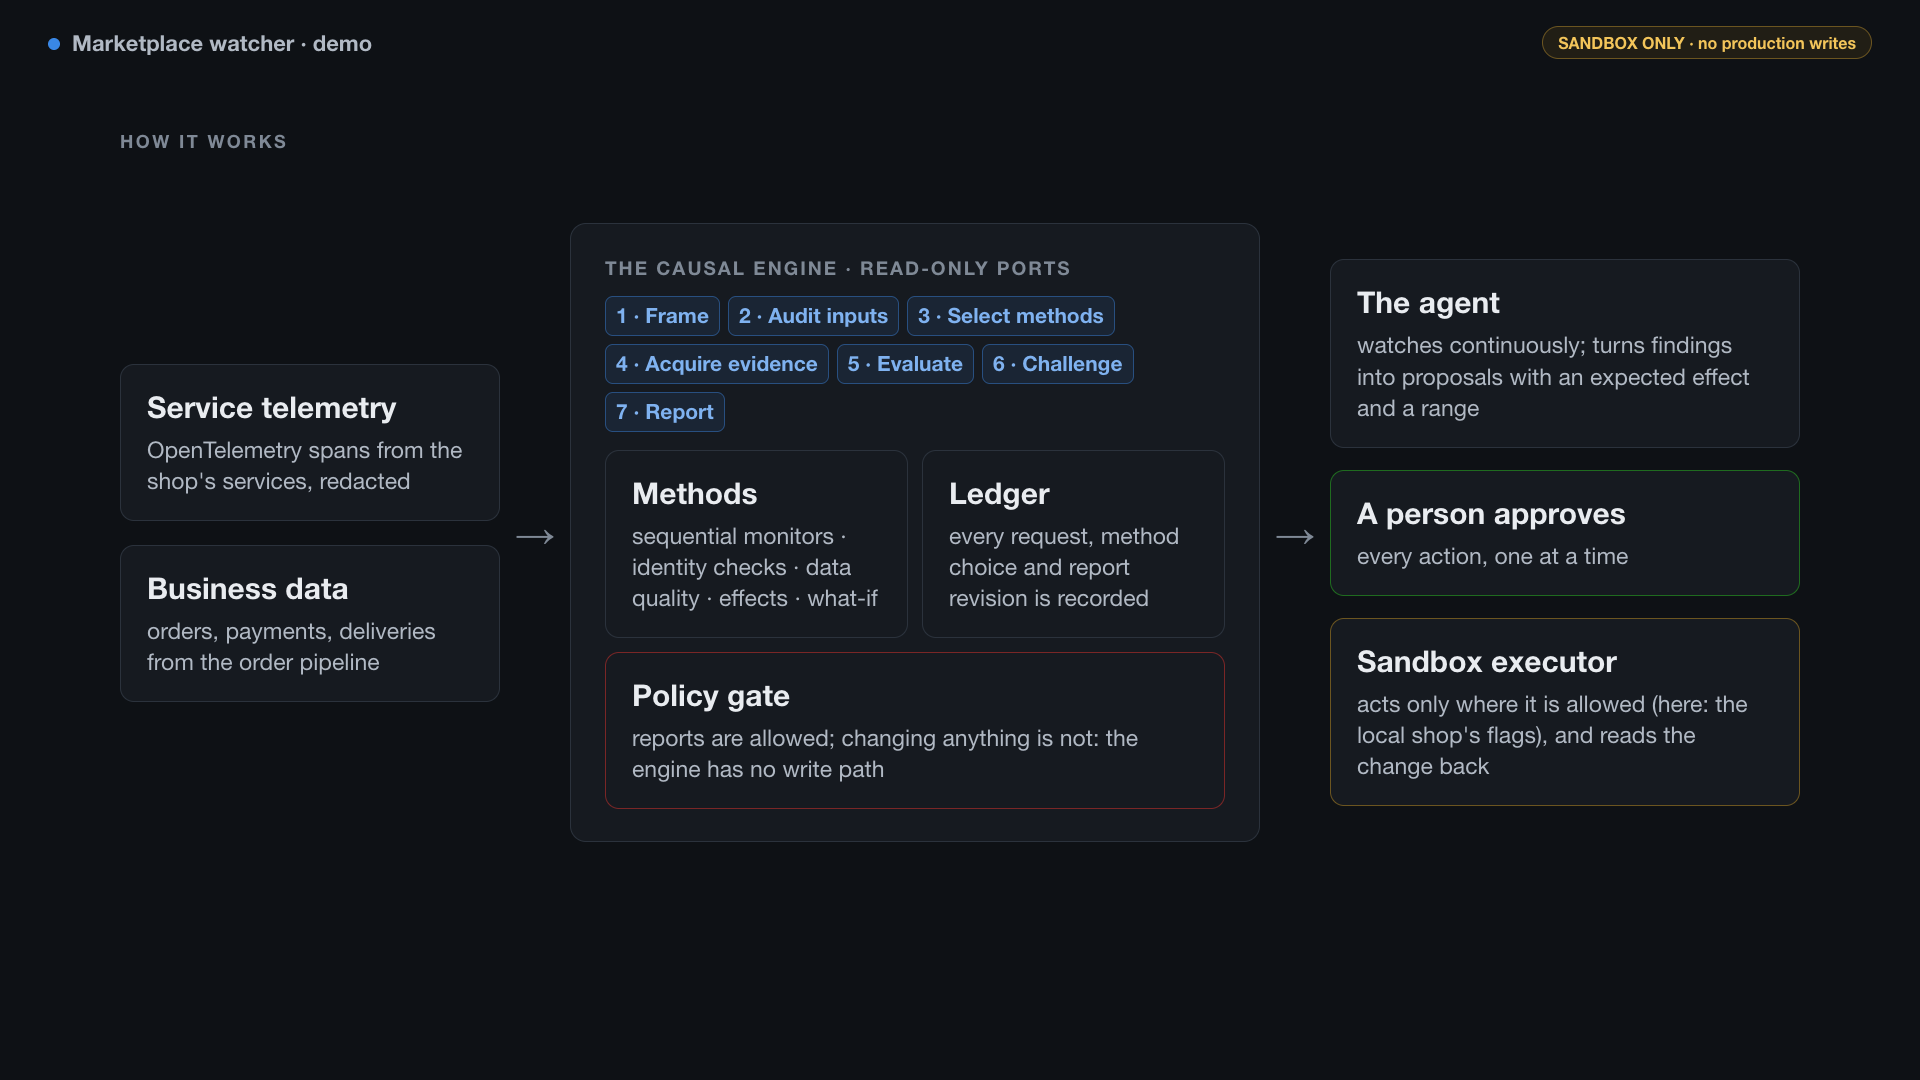 Marketplace watcher · demo
SANDBOX ONLY · no production writes
HOW IT WORKS
Service telemetry
OpenTelemetry spans from the
shop's services, redacted
Business data
orders, payments, deliveries
from the order pipeline
→
THE CAUSAL ENGINE · READ-ONLY PORTS
1 · Frame
2 · Audit inputs
3 · Select methods
4 · Acquire evidence
5 · Evaluate
6 · Challenge
7 · Report
Methods
sequential monitors ·
identity checks · data
quality · effects · what-if
Ledger
every request, method
choice and report
revision is recorded
Policy gate
reports are allowed; changing anything is not: the
engine has no write path
→
The agent
watches continuously; turns findings
into proposals with an expected effect
and a range
A person approves
every action, one at a time
Sandbox executor
acts only where it is allowed (here: the
local shop's flags), and reads the
change back